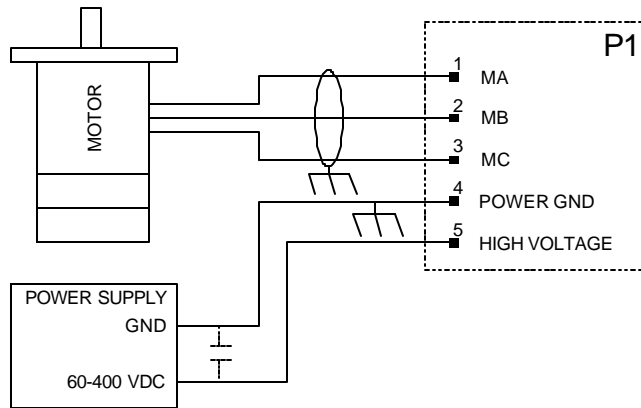 P1
MOTOR
1 MA
2 MB
3 MC
4 POWER GND
5 HIGH VOLTAGE
POWER SUPPLY
GND
60-400 VDC